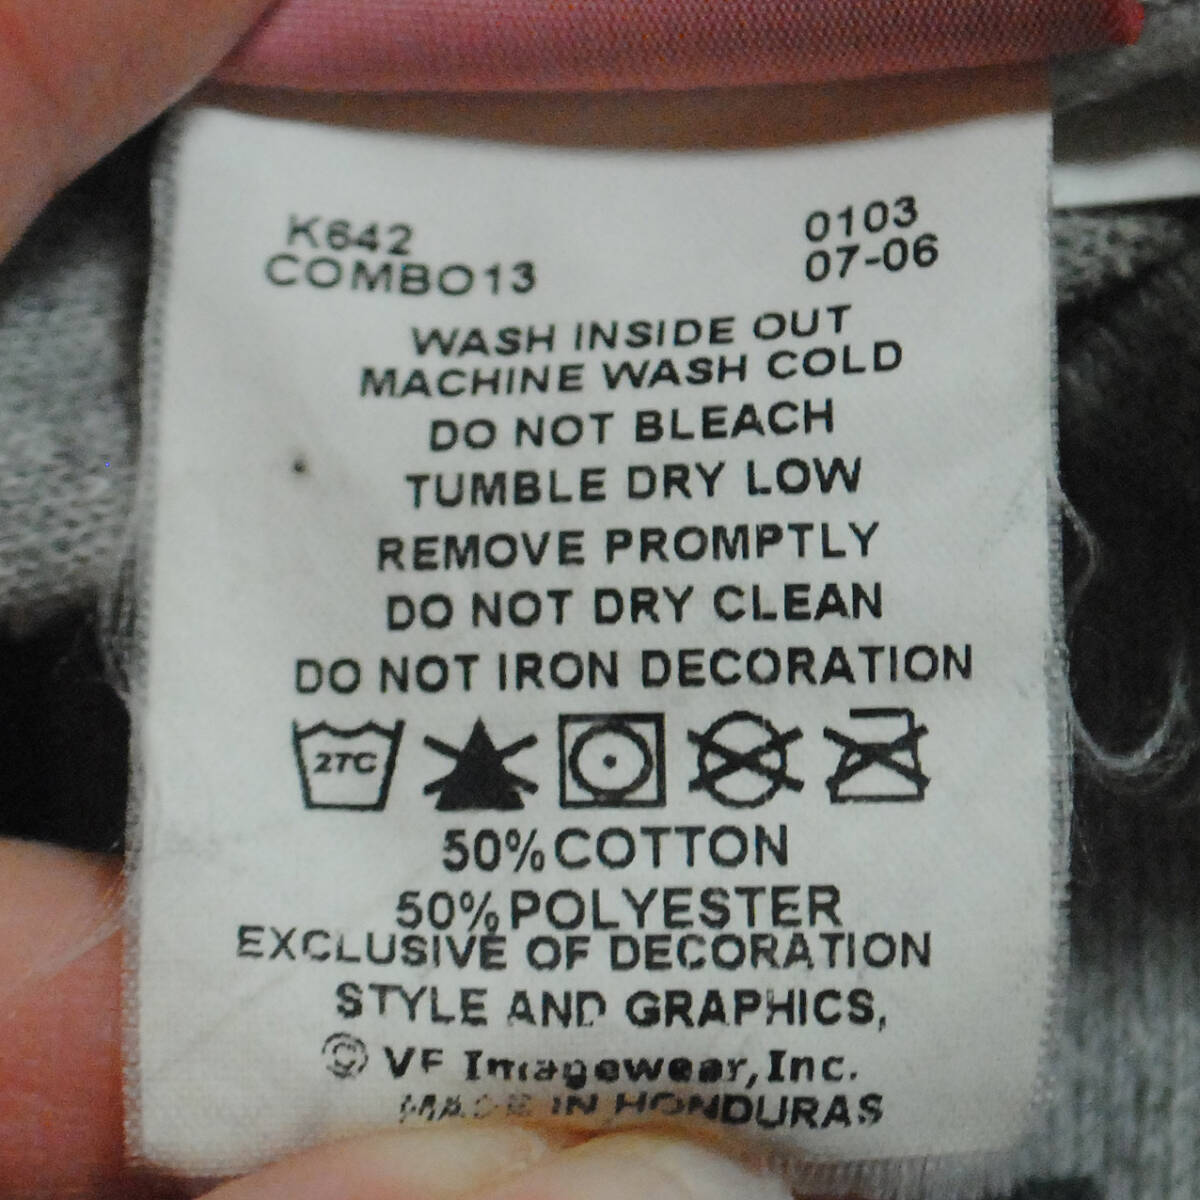 K642
COMBO13
0103
07-06
WASH INSIDE OUT
MACHINE WASH COLD
DO NOT BLEACH
TUMBLE DRY LOW
REMOVE PROMPTLY
DO NOT DRY CLEAN
DO NOT IRON DECORATION
27C
50% COTTON
50% POLYESTER
EXCLUSIVE OF DECORATION
STYLE AND GRAPHICS,
© VF Imagewear, Inc.
MADE IN HONDURAS